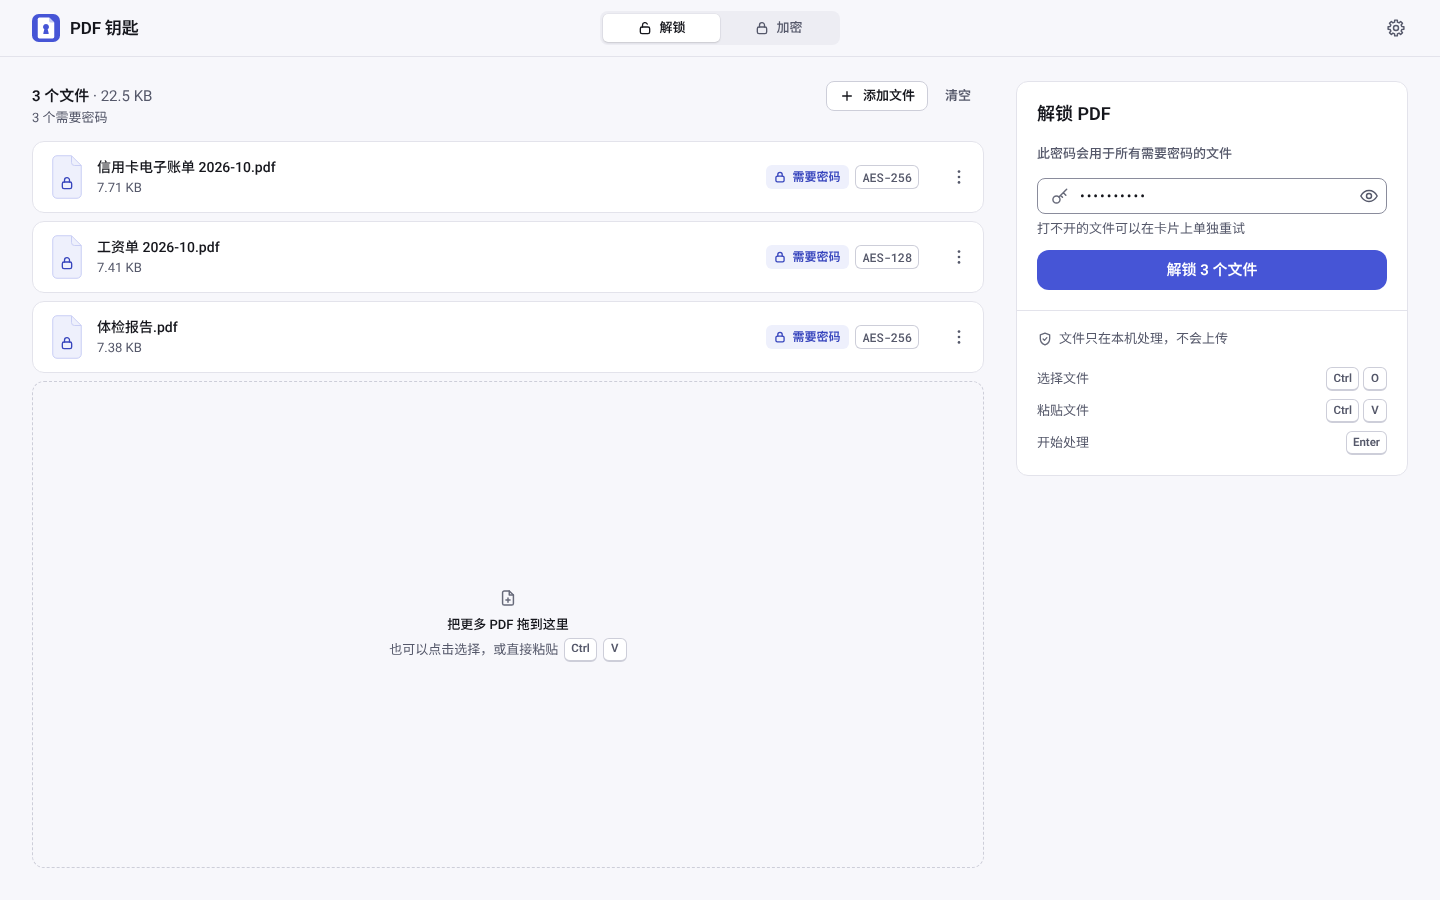 PDF 钥匙
解锁
加密
3 个文件 · 22.5 KB
3 个需要密码
添加文件
清空
信用卡电子账单 2026-10.pdf
7.71 KB
需要密码
AES-256
工资单 2026-10.pdf
7.41 KB
需要密码
AES-128
体检报告.pdf
7.38 KB
需要密码
AES-256
把更多 PDF 拖到这里
也可以点击选择，或直接粘贴 Ctrl V
解锁 PDF
此密码会用于所有需要密码的文件
••••••••••
打不开的文件可以在卡片上单独重试
解锁 3 个文件
文件只在本机处理，不会上传
选择文件 Ctrl O
粘贴文件 Ctrl V
开始处理 Enter